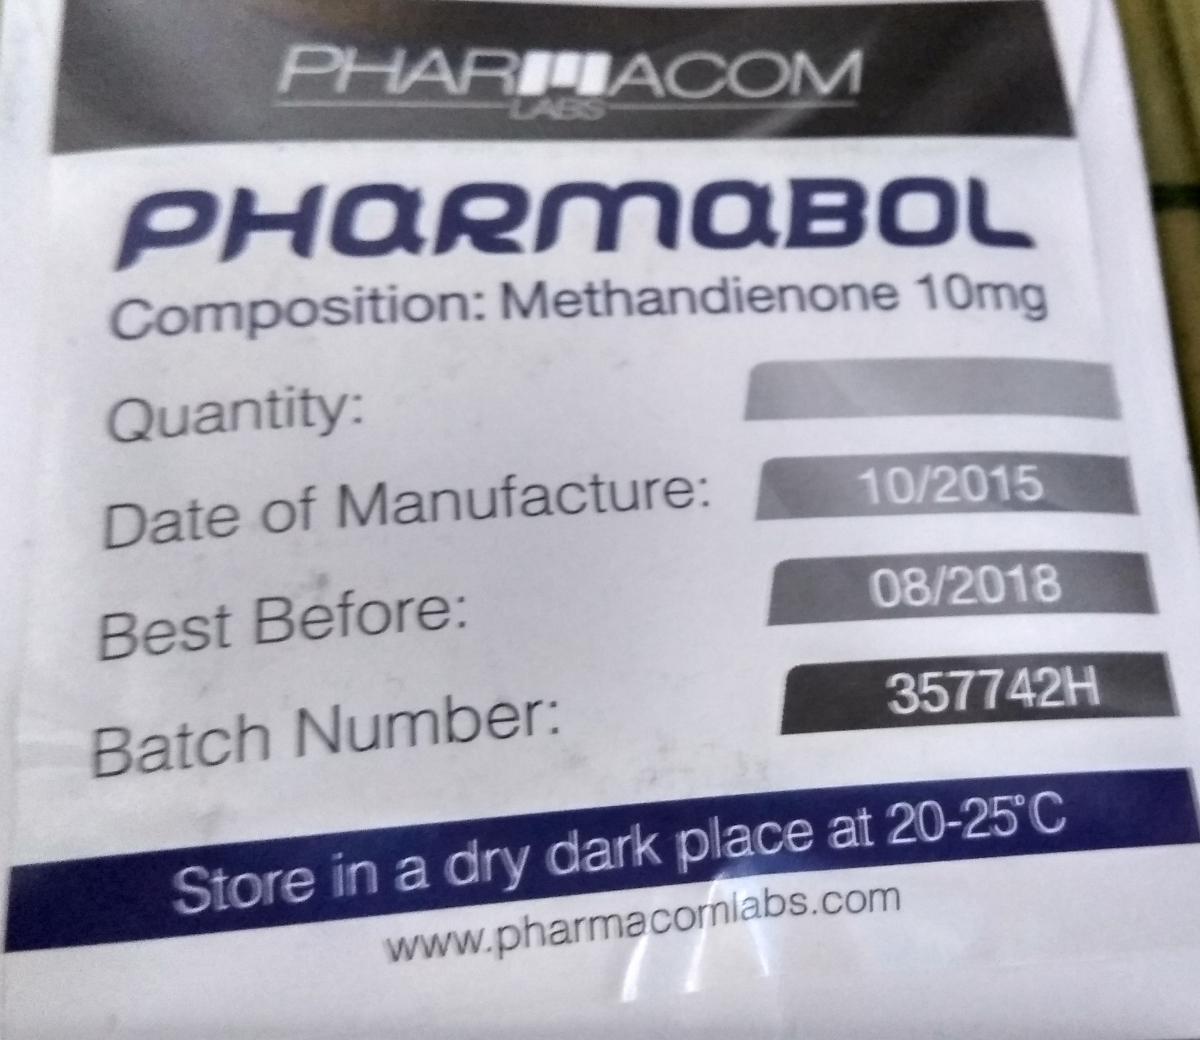 PHARMACOM
LABS
PHARMABOL
Composition: Methandienone 10mg
Quantity:
Date of Manufacture: 10/2015
Best Before: 08/2018
Batch Number: 357742H
Store in a dry dark place at 20-25°C
www.pharmacomlabs.com